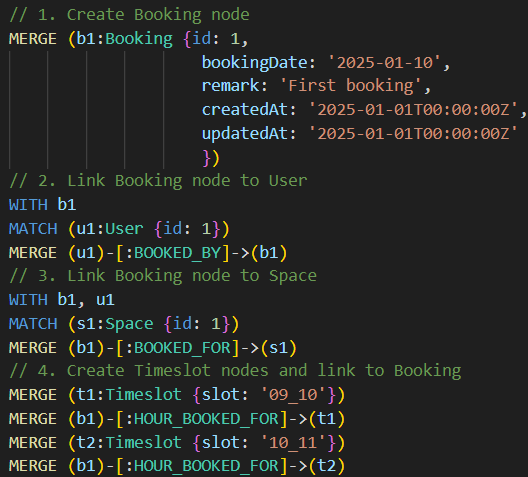 // 1. Create Booking node
MERGE (b1:Booking {id: 1,
bookingDate: '2025-01-10',
remark: 'First booking',
createdAt: '2025-01-01T00:00:00Z',
updatedAt: '2025-01-01T00:00:00Z'
})
// 2. Link Booking node to User
WITH b1
MATCH (u1:User {id: 1})
MERGE (u1)-[:BOOKED_BY]->(b1)
// 3. Link Booking node to Space
WITH b1, u1
MATCH (s1:Space {id: 1})
MERGE (b1)-[:BOOKED_FOR]->(s1)
// 4. Create Timeslot nodes and link to Booking
MERGE (t1:Timeslot {slot: '09_10'})
MERGE (b1)-[:HOUR_BOOKED_FOR]->(t1)
MERGE (t2:Timeslot {slot: '10_11'})
MERGE (b1)-[:HOUR_BOOKED_FOR]->(t2)